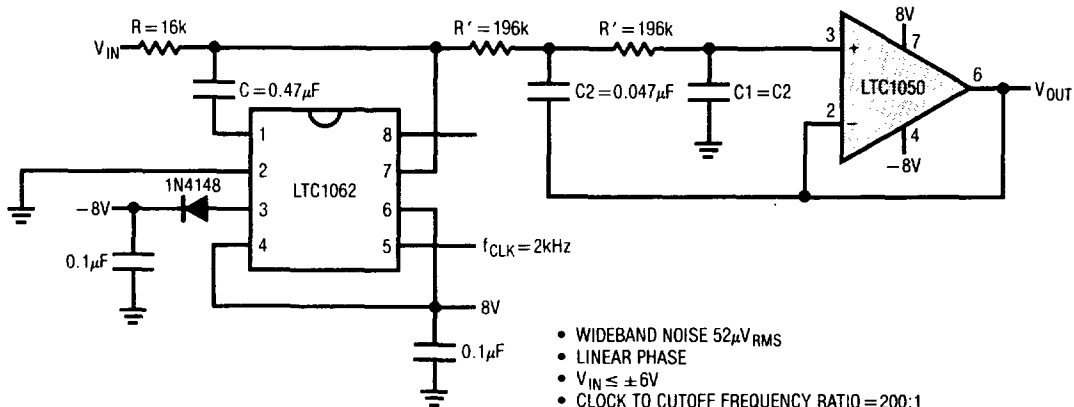 R = 16k
R' = 196k
R' = 196k
8V
V_IN
3
7
+
LTC1050
6
V_OUT
C = 0.47μF
C2 = 0.047μF
C1 = C2
2
−
4
−8V
1
8
2
7
1N4148
LTC1062
−8V
3
6
4
5
f_CLK = 2kHz
0.1μF
8V
0.1μF
• WIDEBAND NOISE 52μV_RMS
• LINEAR PHASE
• V_IN ≤ ±6V
• CLOCK TO CUTOFF FREQUENCY RATIO = 200:1